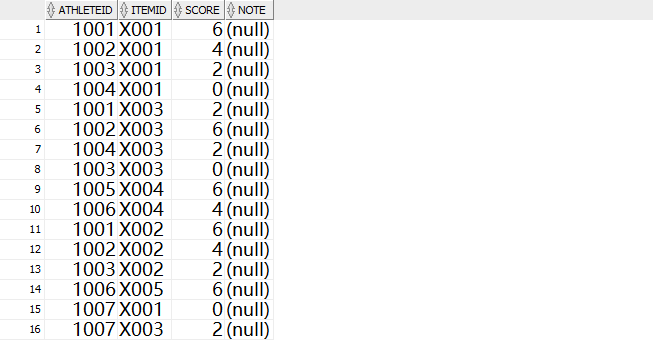 ATHLETEID ITEMID SCORE NOTE
1 1001 X001 6 (null)
2 1002 X001 4 (null)
3 1003 X001 2 (null)
4 1004 X001 0 (null)
5 1001 X003 2 (null)
6 1002 X003 6 (null)
7 1004 X003 2 (null)
8 1003 X003 0 (null)
9 1005 X004 6 (null)
10 1006 X004 4 (null)
11 1001 X002 6 (null)
12 1002 X002 4 (null)
13 1003 X002 2 (null)
14 1006 X005 6 (null)
15 1007 X001 0 (null)
16 1007 X003 2 (null)